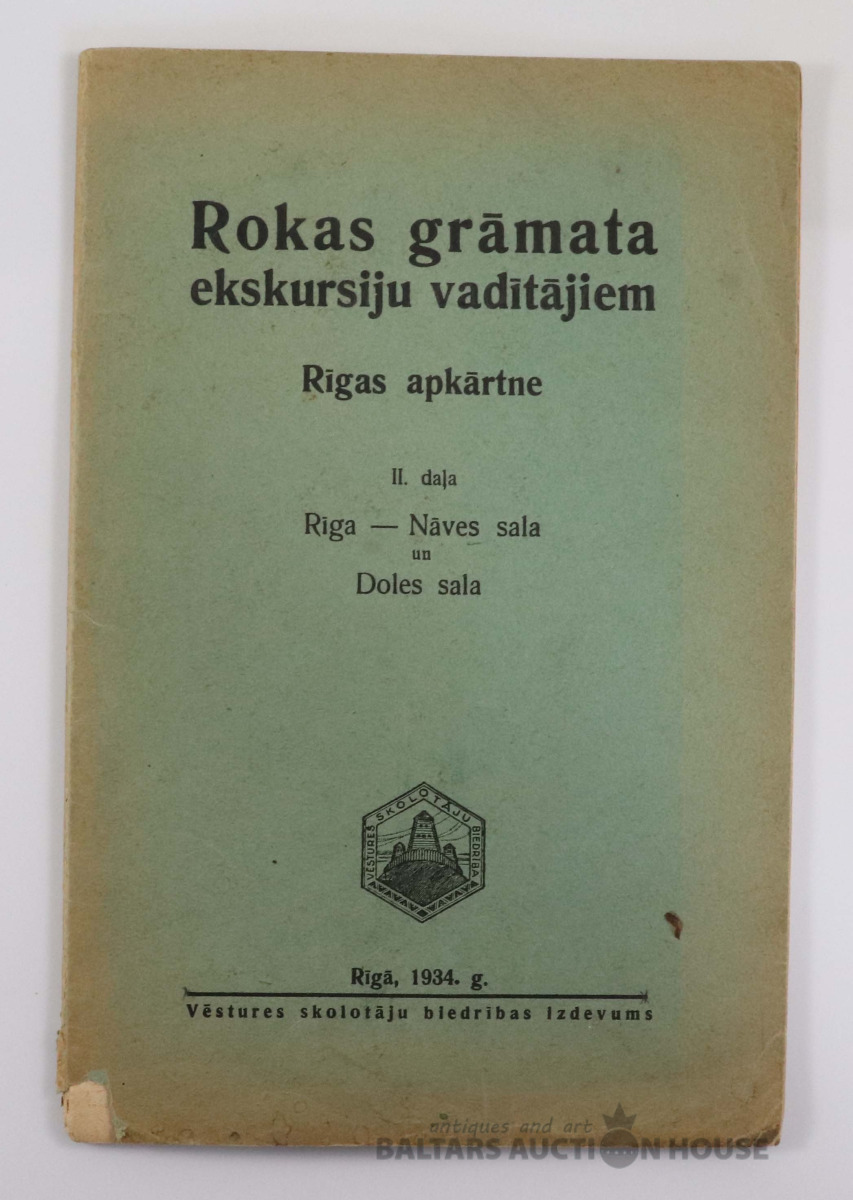 Rokas grāmata
ekskursiju vadītājiem
Rīgas apkārtne
II. daļa
Rīga — Nāves sala
un
Doles sala
VĒSTURES SKOLOTĀJU BIEDRĪBA
Rīgā, 1934. g.
Vēstures skolotāju biedrības izdevums
antiques and art
BALTARS AUCTION HOUSE